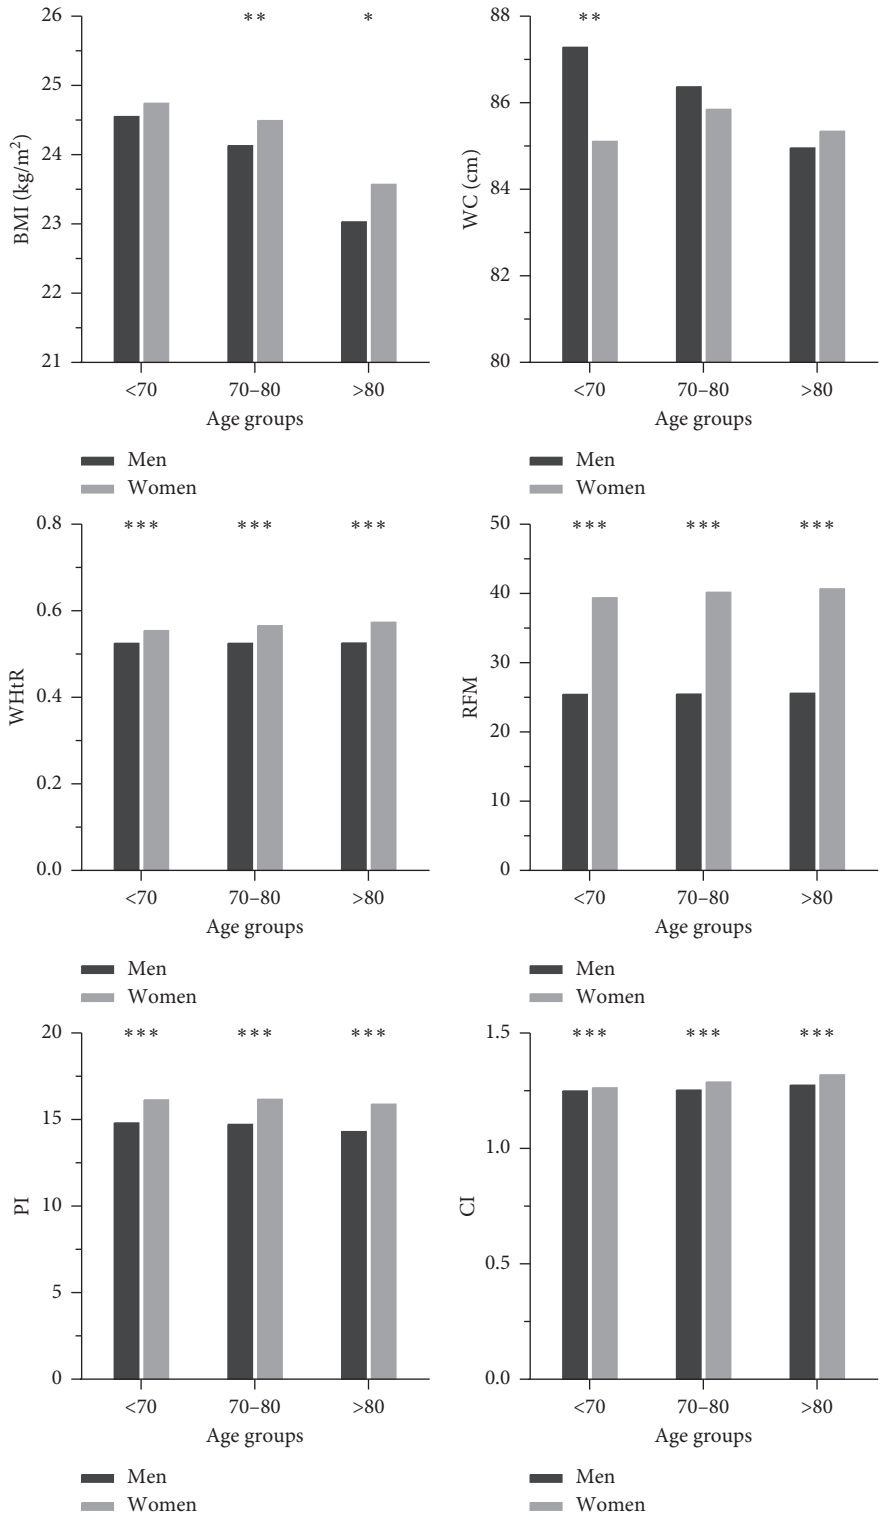 BMI (kg/m²)
26
25
24
23
22
21
** *
<70 70–80 >80
Age groups
Men
Women
WC (cm)
88
86
84
82
80
**
<70 70–80 >80
Age groups
Men
Women
WHtR
0.8
0.6
0.4
0.2
0.0
*** *** ***
<70 70–80 >80
Age groups
Men
Women
RFM
50
40
30
20
10
0
*** *** ***
<70 70–80 >80
Age groups
Men
Women
PI
20
15
10
5
0
*** *** ***
<70 70–80 >80
Age groups
Men
Women
CI
1.5
1.0
0.5
0.0
*** *** ***
<70 70–80 >80
Age groups
Men
Women